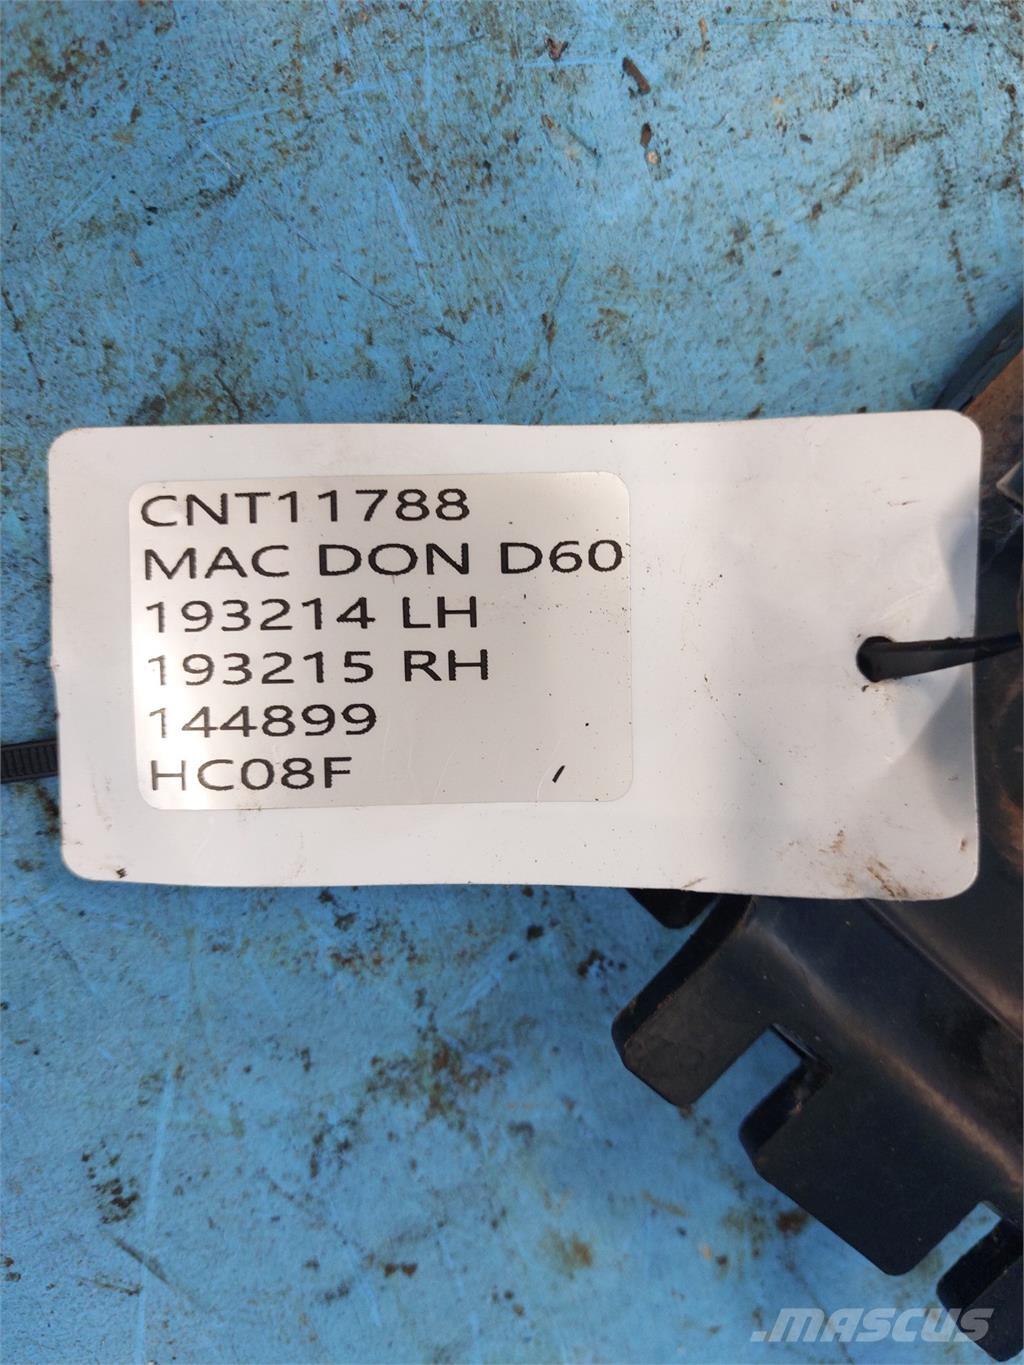 CNT11788
MAC DON D60
193214 LH
193215 RH
144899
HC08F
.MASCUS